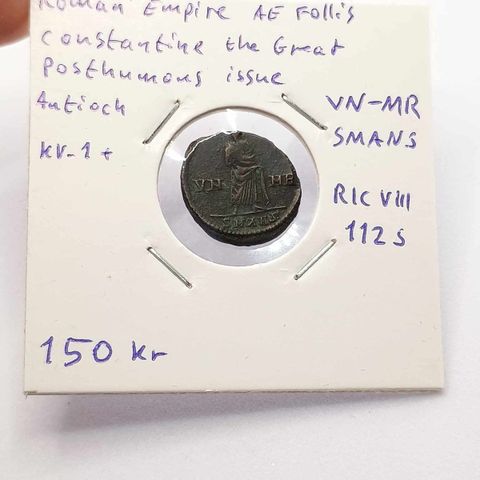 Roman Empire AE Follis
Constantine the Great
Posthumous issue
Antioch
VN-MR
SMANS
KV-1+
RIC VIII
112 s
VN MR
SMANS
150 kr